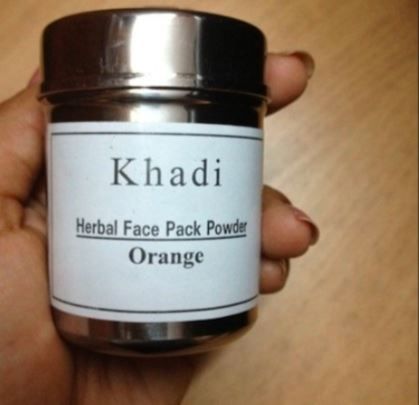 Khadi
Herbal Face Pack Powder
Orange